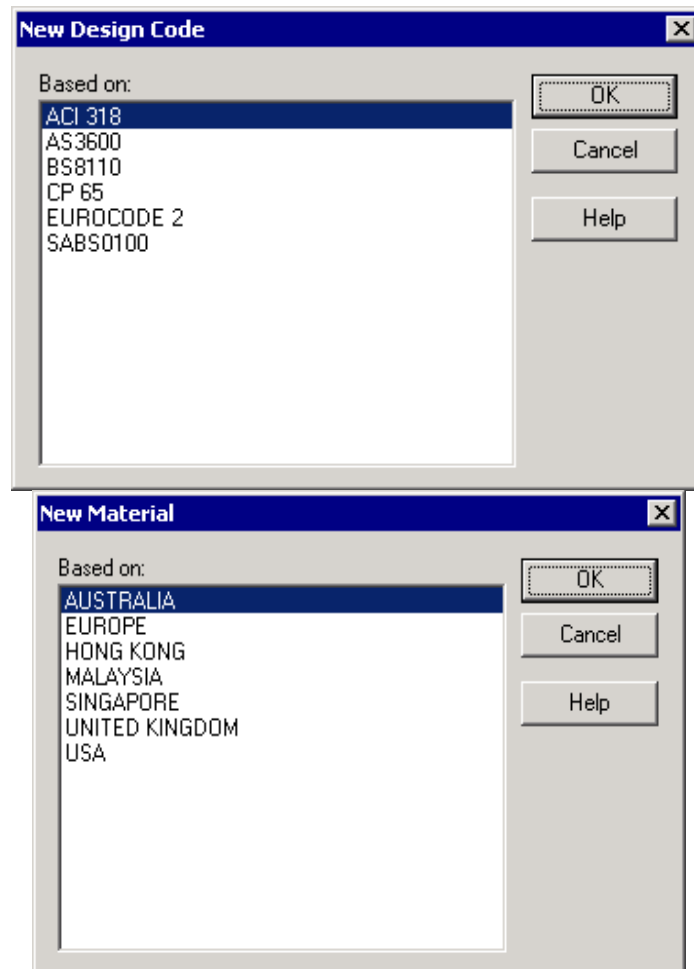 New Design Code
Based on:
ACI 318
AS3600
BS8110
CP 65
EUROCODE 2
SABS0100
OK
Cancel
Help
New Material
Based on:
AUSTRALIA
EUROPE
HONG KONG
MALAYSIA
SINGAPORE
UNITED KINGDOM
USA
OK
Cancel
Help